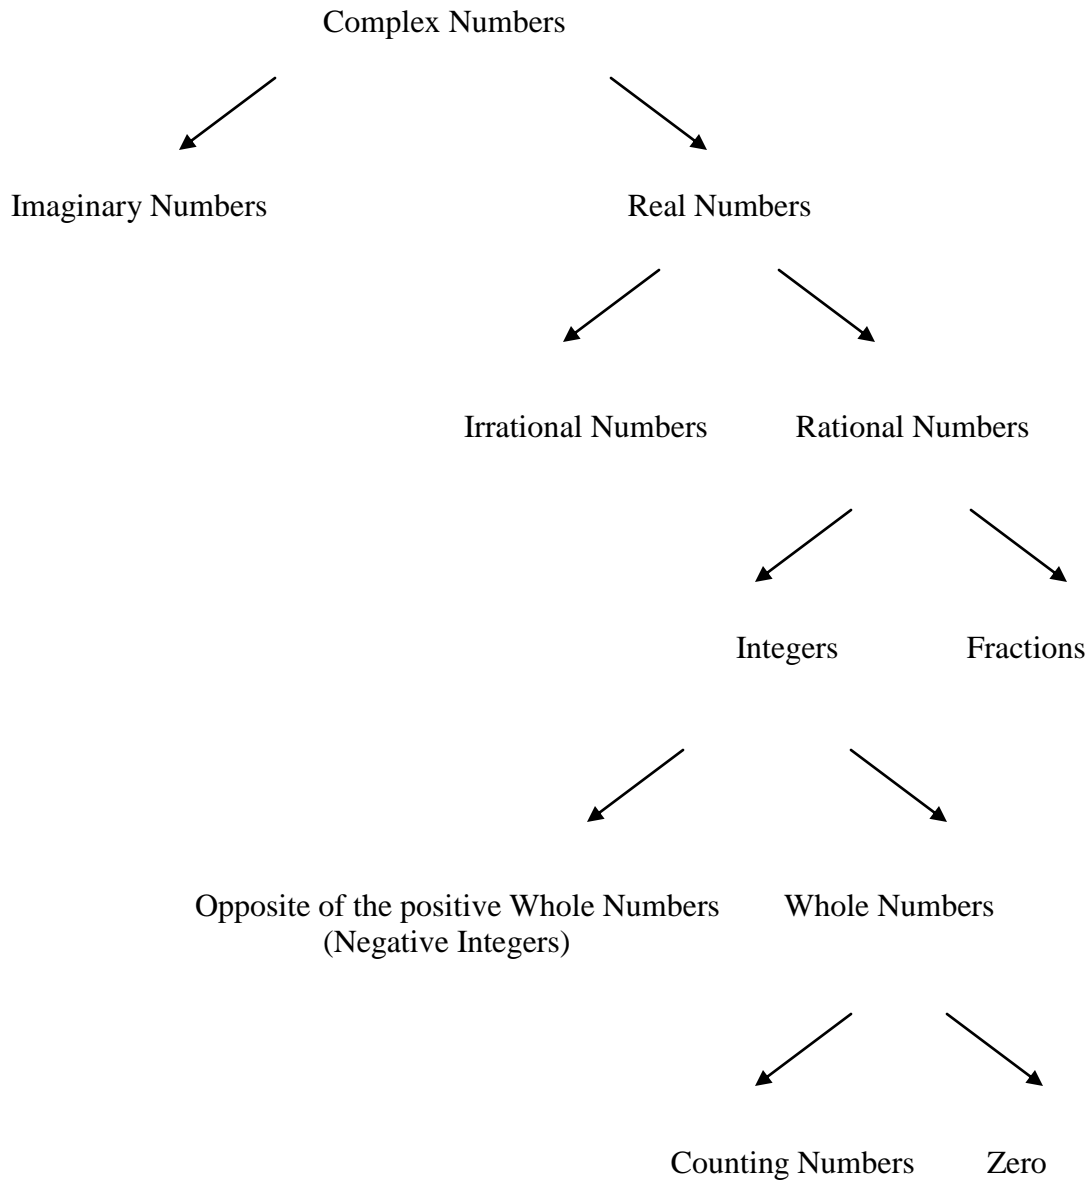 Complex Numbers
Imaginary Numbers
Real Numbers
Irrational Numbers
Rational Numbers
Integers
Fractions
Opposite of the positive Whole Numbers
(Negative Integers)
Whole Numbers
Counting Numbers
Zero